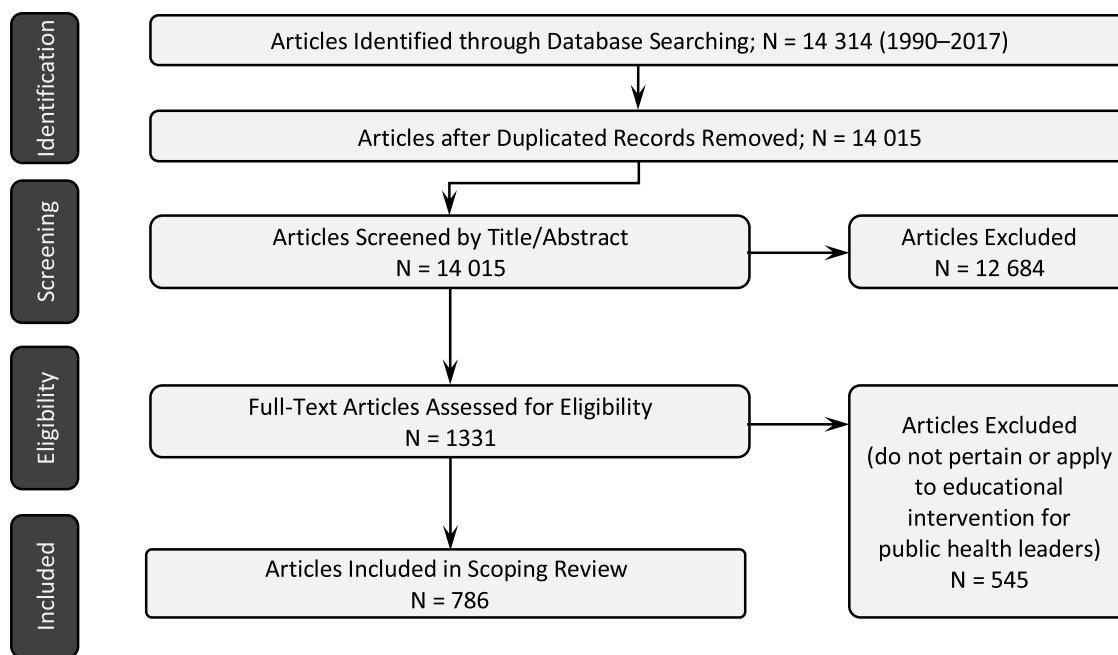 Identification
Articles Identified through Database Searching; N = 14 314 (1990–2017)
Articles after Duplicated Records Removed; N = 14 015
Screening
Articles Screened by Title/Abstract
N = 14 015
Articles Excluded
N = 12 684
Eligibility
Full-Text Articles Assessed for Eligibility
N = 1331
Articles Excluded
(do not pertain or apply
to educational
intervention for
public health leaders)
N = 545
Included
Articles Included in Scoping Review
N = 786